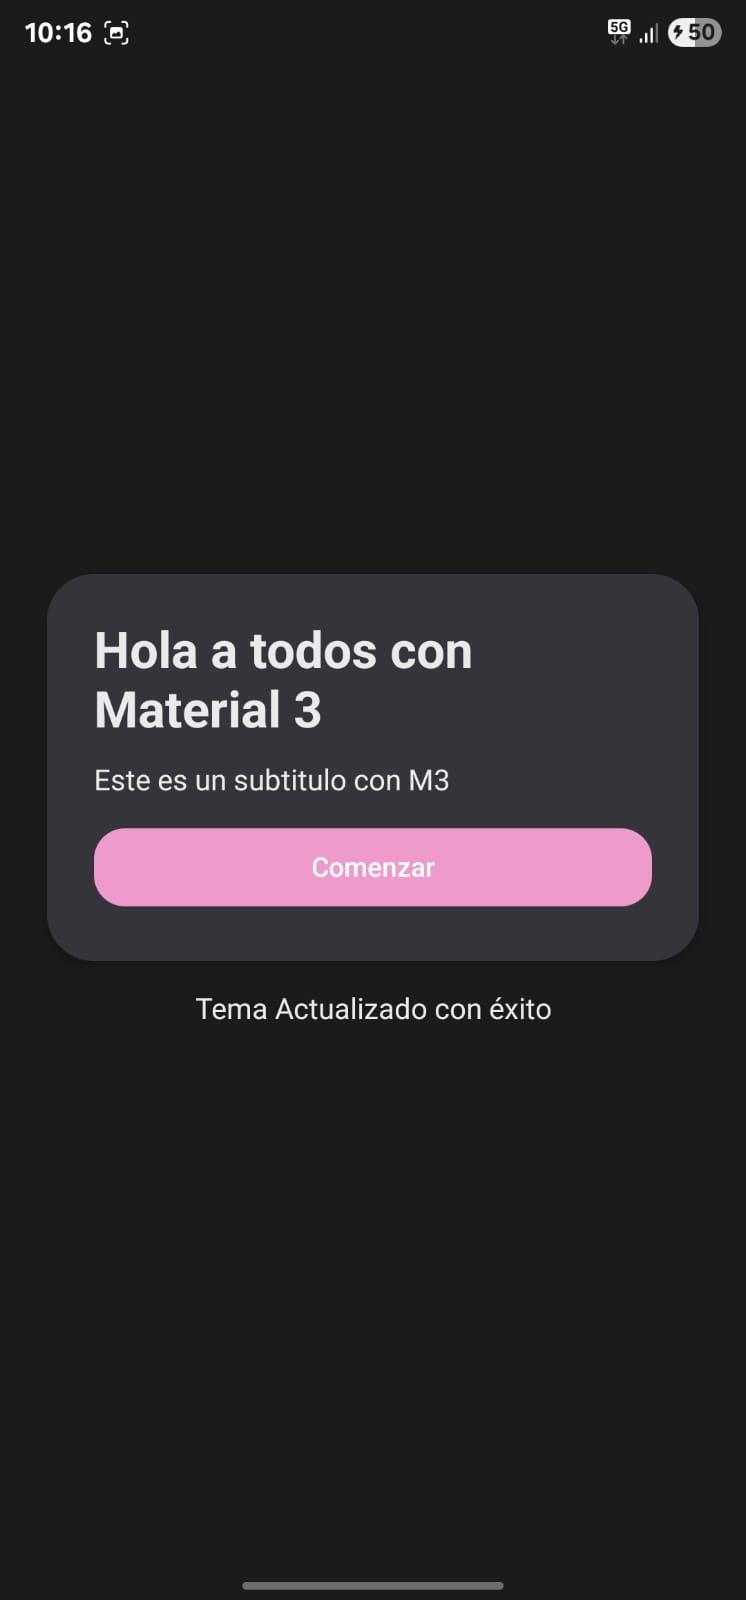 10:16
5G
50
Hola a todos con
Material 3
Este es un subtitulo con M3
Comenzar
Tema Actualizado con éxito